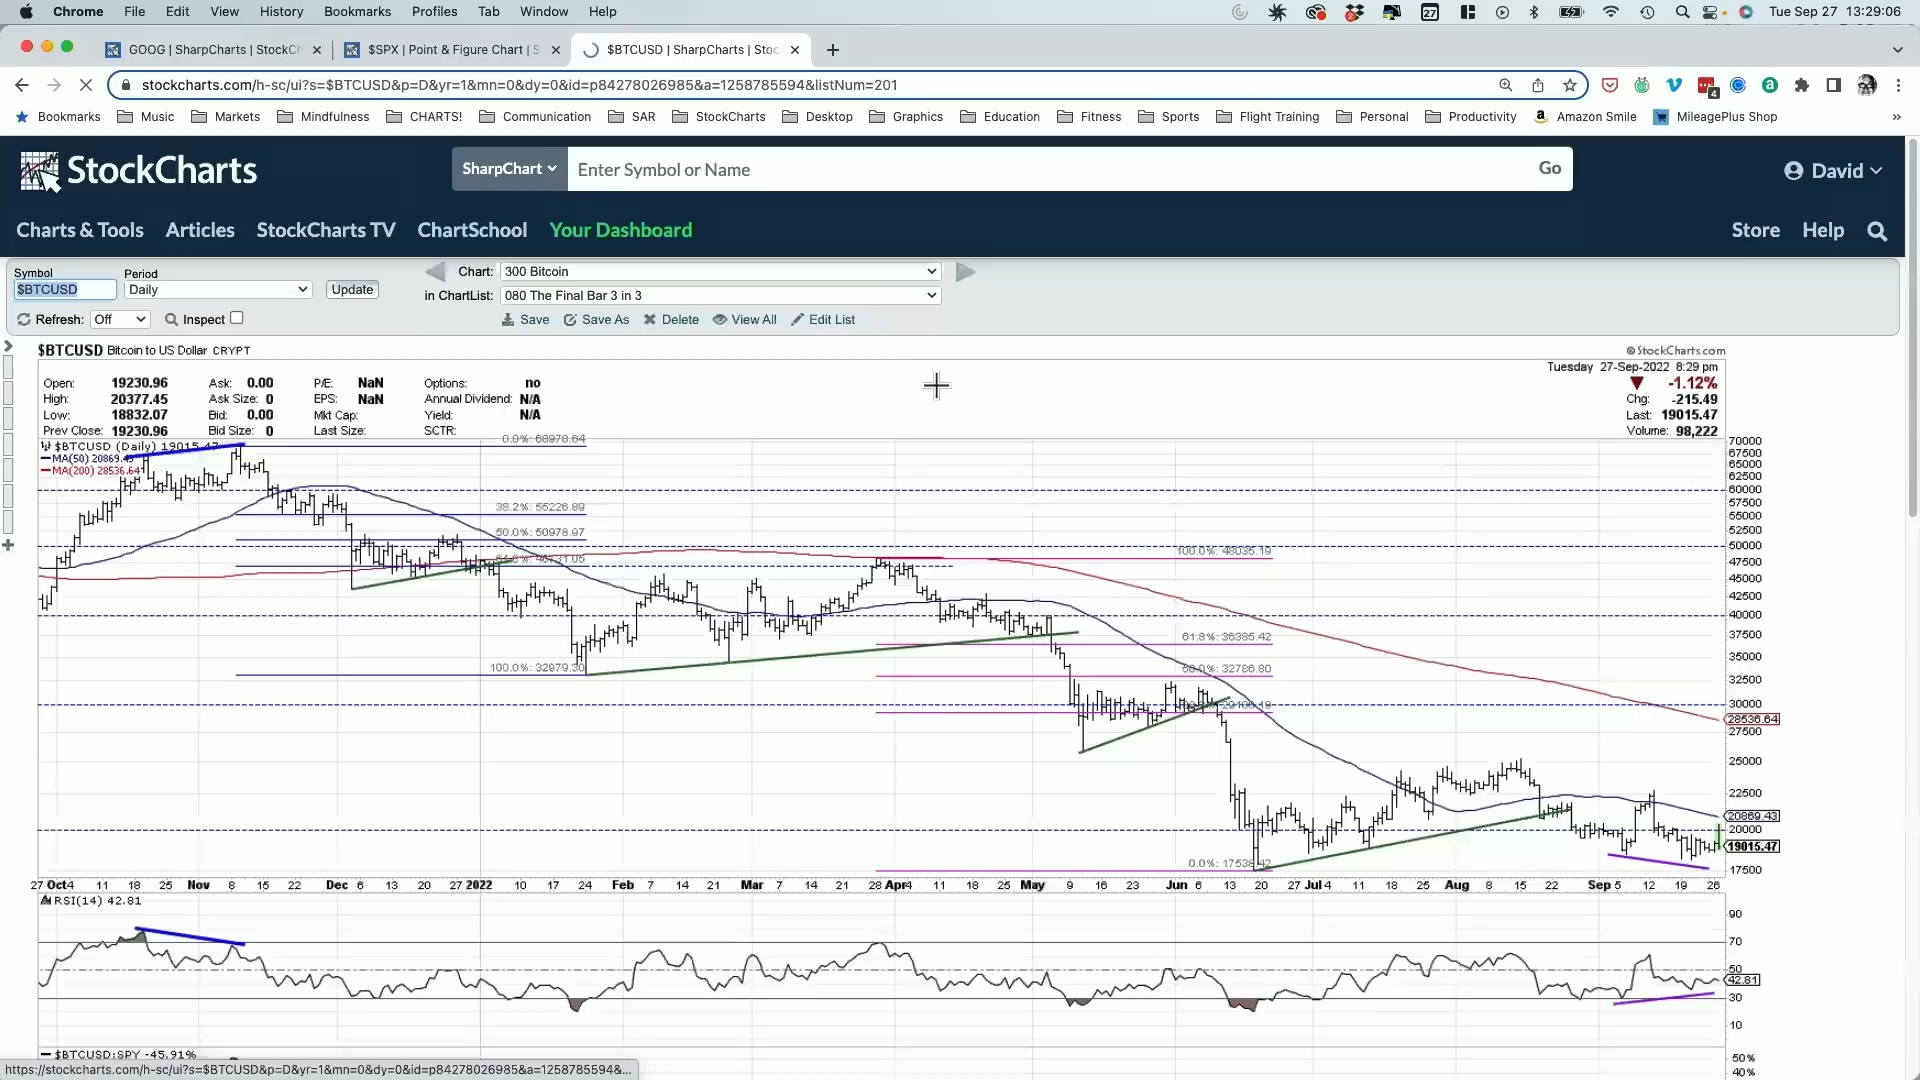 Chrome File Edit View History Bookmarks Profiles Tab Window Help 27 Tue Sep 27 13:29:06
GOOG | SharpCharts | StockCh $SPX | Point & Figure Chart | S $BTCUSD | SharpCharts | Stoc
stockcharts.com/h-sc/ui?s=$BTCUSD&p=D&yr=1&mn=0&dy=0&id=p84278026985&a=1258785594&listNum=201
Bookmarks Music Markets Mindfulness CHARTS! Communication SAR StockCharts Desktop Graphics Education Fitness Sports Flight Training Personal Productivity Amazon Smile MileagePlus Shop »
StockCharts SharpChart Enter Symbol or Name Go David
Charts & Tools Articles StockCharts TV ChartSchool Your Dashboard Store Help
Symbol Period Chart: 300 Bitcoin
$BTCUSD Daily Update in ChartList: 080 The Final Bar 3 in 3
Refresh: Off Inspect Save Save As Delete View All Edit List
$BTCUSD Bitcoin to US Dollar CRYPT © StockCharts.com
Tuesday 27-Sep-2022 8:29 pm
Open: 19230.96 Ask: 0.00 P/E: NaN Options: no -1.12%
High: 20377.45 Ask Size: 0 EPS: NaN Annual Dividend: N/A Chg: -215.49
Low: 18832.07 Bid: 0.00 Mkt Cap: Yield: N/A Last: 19015.47
Prev Close: 19230.96 Bid Size: 0 Last Size: SCTR: Volume: 98,222
$BTCUSD (Daily) 19015.47
MA(50) 20869.43
MA(200) 28536.64
0.0%: 68978.64
38.2%: 55226.89
50.0%: 50978.97
100.0%: 32979.30
100.0%: 48035.19
61.8%: 36385.42
50.0%: 32786.80
0.0%: 17538.42
70000
67500
65000
62500
60000
57500
55000
52500
50000
47500
45000
42500
40000
37500
35000
32500
30000
28536.64
27500
25000
22500
20869.43
20000
19015.47
17500
27 Oct4 11 18 25 Nov 8 15 22 Dec 6 13 20 27 2022 10 17 24 Feb 7 14 21 Mar 7 14 21 28 Apr4 11 18 25 May 9 16 23 Jun 6 13 20 27 Jul 4 11 18 25 Aug 8 15 22 Sep 5 12 19 26
RSI(14) 42.81
90
70
50
42.81
30
10
$BTCUSD:SPY -45.91%
50%
40%
https://stockcharts.com/h-sc/ui?s=$BTCUSD&p=D&yr=1&mn=0&dy=0&id=p84278026985&a=1258785594&...